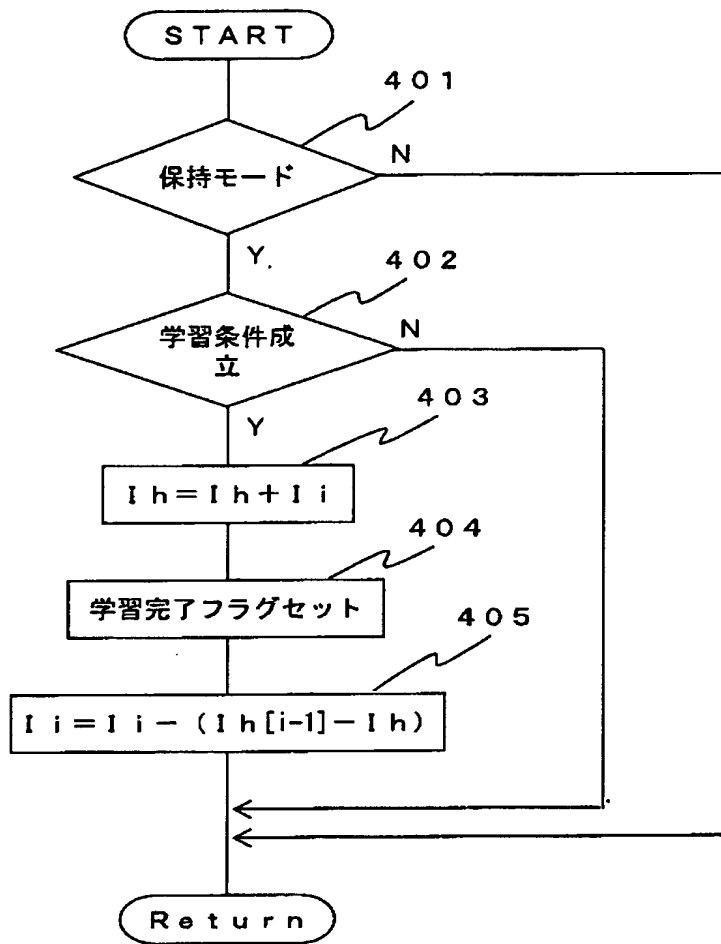 START
401
保持モード
N
Y
402
学習条件成
立
N
Y
403
Ih=Ih+Ii
404
学習完了フラグセット
405
Ii=Ii-(Ih[i-1]-Ih)
Return